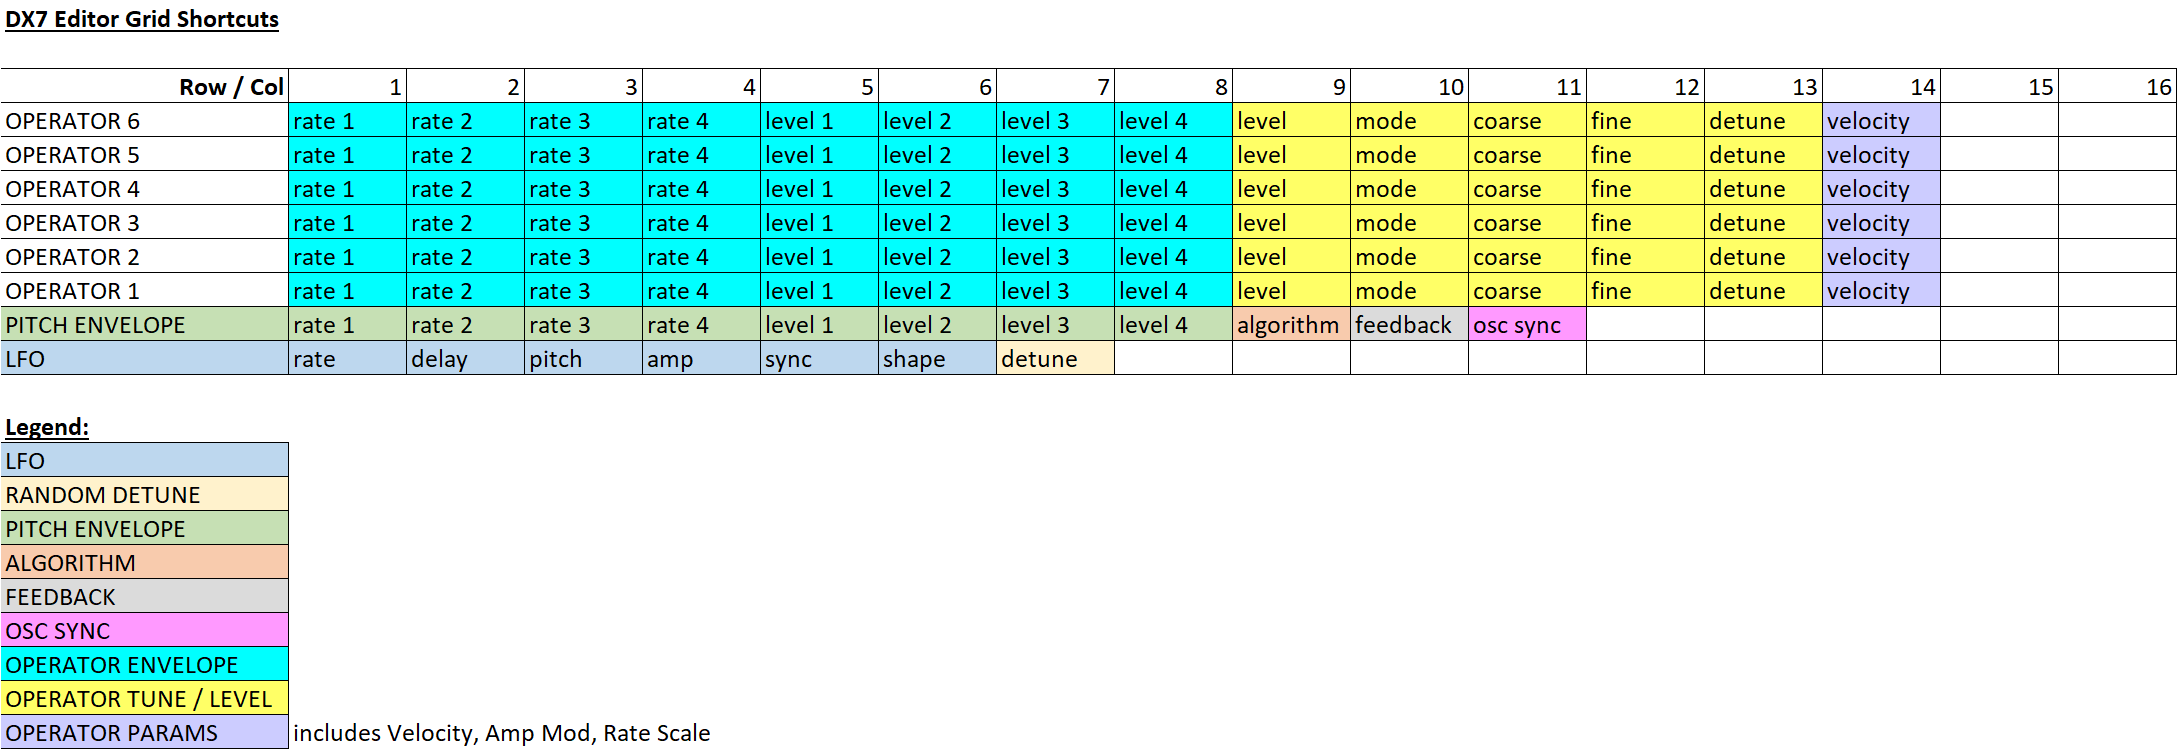 DX7 Editor Grid Shortcuts
Row / Col 1 2 3 4 5 6 7 8 9 10 11 12 13 14 15 16
OPERATOR 6 rate 1 rate 2 rate 3 rate 4 level 1 level 2 level 3 level 4 level mode coarse fine detune velocity
OPERATOR 5 rate 1 rate 2 rate 3 rate 4 level 1 level 2 level 3 level 4 level mode coarse fine detune velocity
OPERATOR 4 rate 1 rate 2 rate 3 rate 4 level 1 level 2 level 3 level 4 level mode coarse fine detune velocity
OPERATOR 3 rate 1 rate 2 rate 3 rate 4 level 1 level 2 level 3 level 4 level mode coarse fine detune velocity
OPERATOR 2 rate 1 rate 2 rate 3 rate 4 level 1 level 2 level 3 level 4 level mode coarse fine detune velocity
OPERATOR 1 rate 1 rate 2 rate 3 rate 4 level 1 level 2 level 3 level 4 level mode coarse fine detune velocity
PITCH ENVELOPE rate 1 rate 2 rate 3 rate 4 level 1 level 2 level 3 level 4 algorithm feedback osc sync
LFO rate delay pitch amp sync shape detune
Legend:
LFO
RANDOM DETUNE
PITCH ENVELOPE
ALGORITHM
FEEDBACK
OSC SYNC
OPERATOR ENVELOPE
OPERATOR TUNE / LEVEL
OPERATOR PARAMS includes Velocity, Amp Mod, Rate Scale